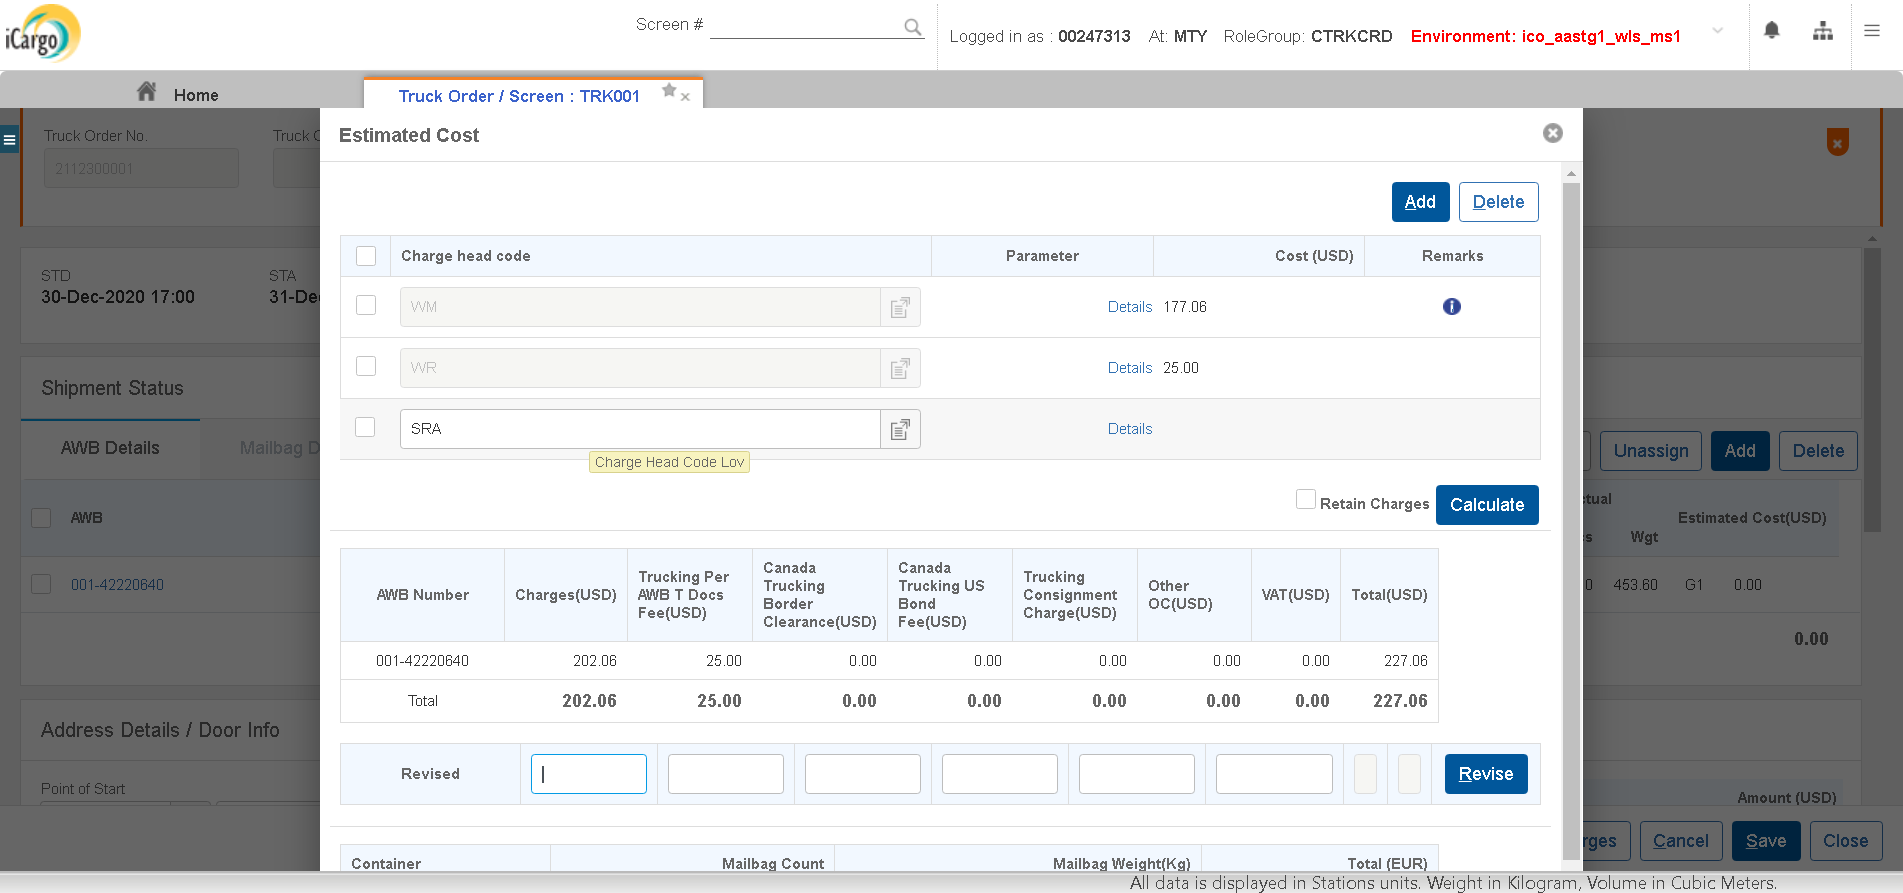 iCargo
Screen #
Logged in as : 00247313 At: MTY RoleGroup: CTRKCRD Environment: ico_aastg1_wls_ms1
Home
Truck Order / Screen : TRK001
Truck Order No.
Truck O
2112300001
Estimated Cost
Add
Delete
STD
30-Dec-2020 17:00
STA
31-De
Charge head code
Parameter
Cost (USD)
Remarks
WM
Details
177.06
WR
Details
25.00
SRA
Details
Charge Head Code Lov
Retain Charges
Calculate
Shipment Status
AWB Details
Mailbag D
Unassign
Add
Delete
AWB
tual
Estimated Cost(USD)
s
Wgt
001-42220640
0
453.60
G1
0.00
0.00
AWB Number
Charges(USD)
Trucking Per
AWB T Docs
Fee(USD)
Canada
Trucking
Border
Clearance(USD)
Canada
Trucking US
Bond
Fee(USD)
Trucking
Consignment
Charge(USD)
Other
OC(USD)
VAT(USD)
Total(USD)
001-42220640
202.06
25.00
0.00
0.00
0.00
0.00
0.00
227.06
Total
202.06
25.00
0.00
0.00
0.00
0.00
0.00
227.06
Revised
Revise
Address Details / Door Info
Point of Start
Amount (USD)
Container
Mailbag Count
Mailbag Weight(Kg)
Total (EUR)
rges
Cancel
Save
Close
All data is displayed in Stations units. Weight in Kilogram, Volume in Cubic Meters.